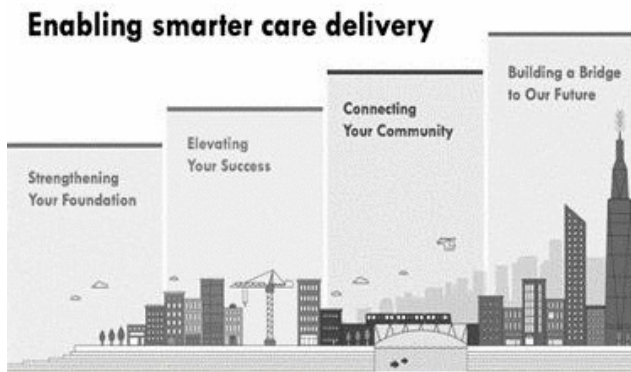 Enabling smarter care delivery
Strengthening
Your Foundation
Elevating
Your Success
Connecting
Your Community
Building a Bridge
to Our Future